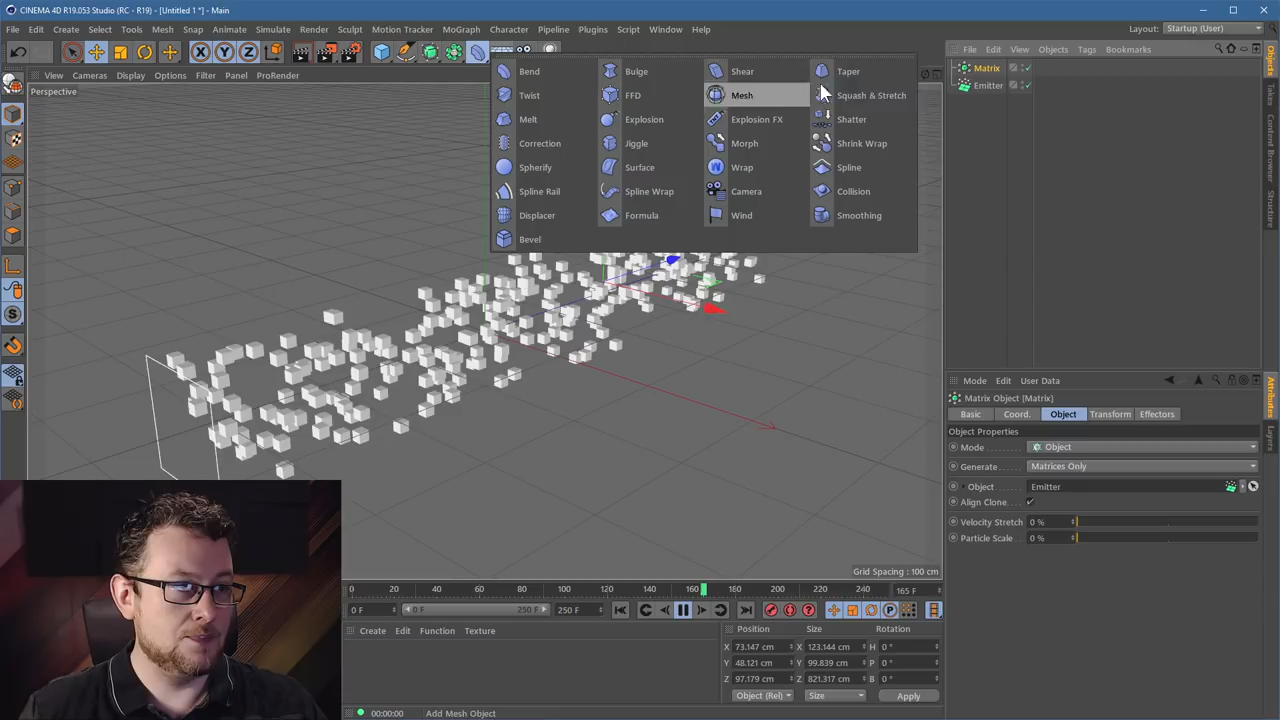 CINEMA 4D R19.053 Studio (RC - R19) - [Untitled 1 *] - Main
File Edit Create Select Tools Mesh Snap Animate Simulate Render Sculpt Motion Tracker MoGraph Character Pipeline Plugins Script Window Help
Layout: Startup (User)
X Y Z
File Edit View Objects Tags Bookmarks
View Cameras Display Options Filter Panel ProRender
Perspective
Bend Bulge Shear Taper
Twist FFD Mesh Squash & Stretch
Melt Explosion Explosion FX Shatter
Correction Jiggle Morph Shrink Wrap
Spherify Surface Wrap Spline
Spline Rail Spline Wrap Camera Collision
Displacer Formula Wind Smoothing
Bevel
Matrix
Emitter
Objects
Takes
Content Browser
Structure
Mode Edit User Data
Matrix Object [Matrix]
Basic Coord. Object Transform Effectors
Object Properties
Mode Object
Generate Matrices Only
Object Emitter
Align Clone
Velocity Stretch 0 %
Particle Scale 0 %
Attributes
Layers
Grid Spacing : 100 cm
0 20 40 60 80 100 120 140 160 180 200 220 240
165 F
0 F 0 F 250 F 250 F
Create Edit Function Texture
Position Size Rotation
X 73.147 cm X 123.144 cm H 0 °
Y 48.121 cm Y 99.839 cm P 0 °
Z 97.179 cm Z 821.317 cm B 0 °
Object (Rel) Size Apply
00:00:00 Add Mesh Object